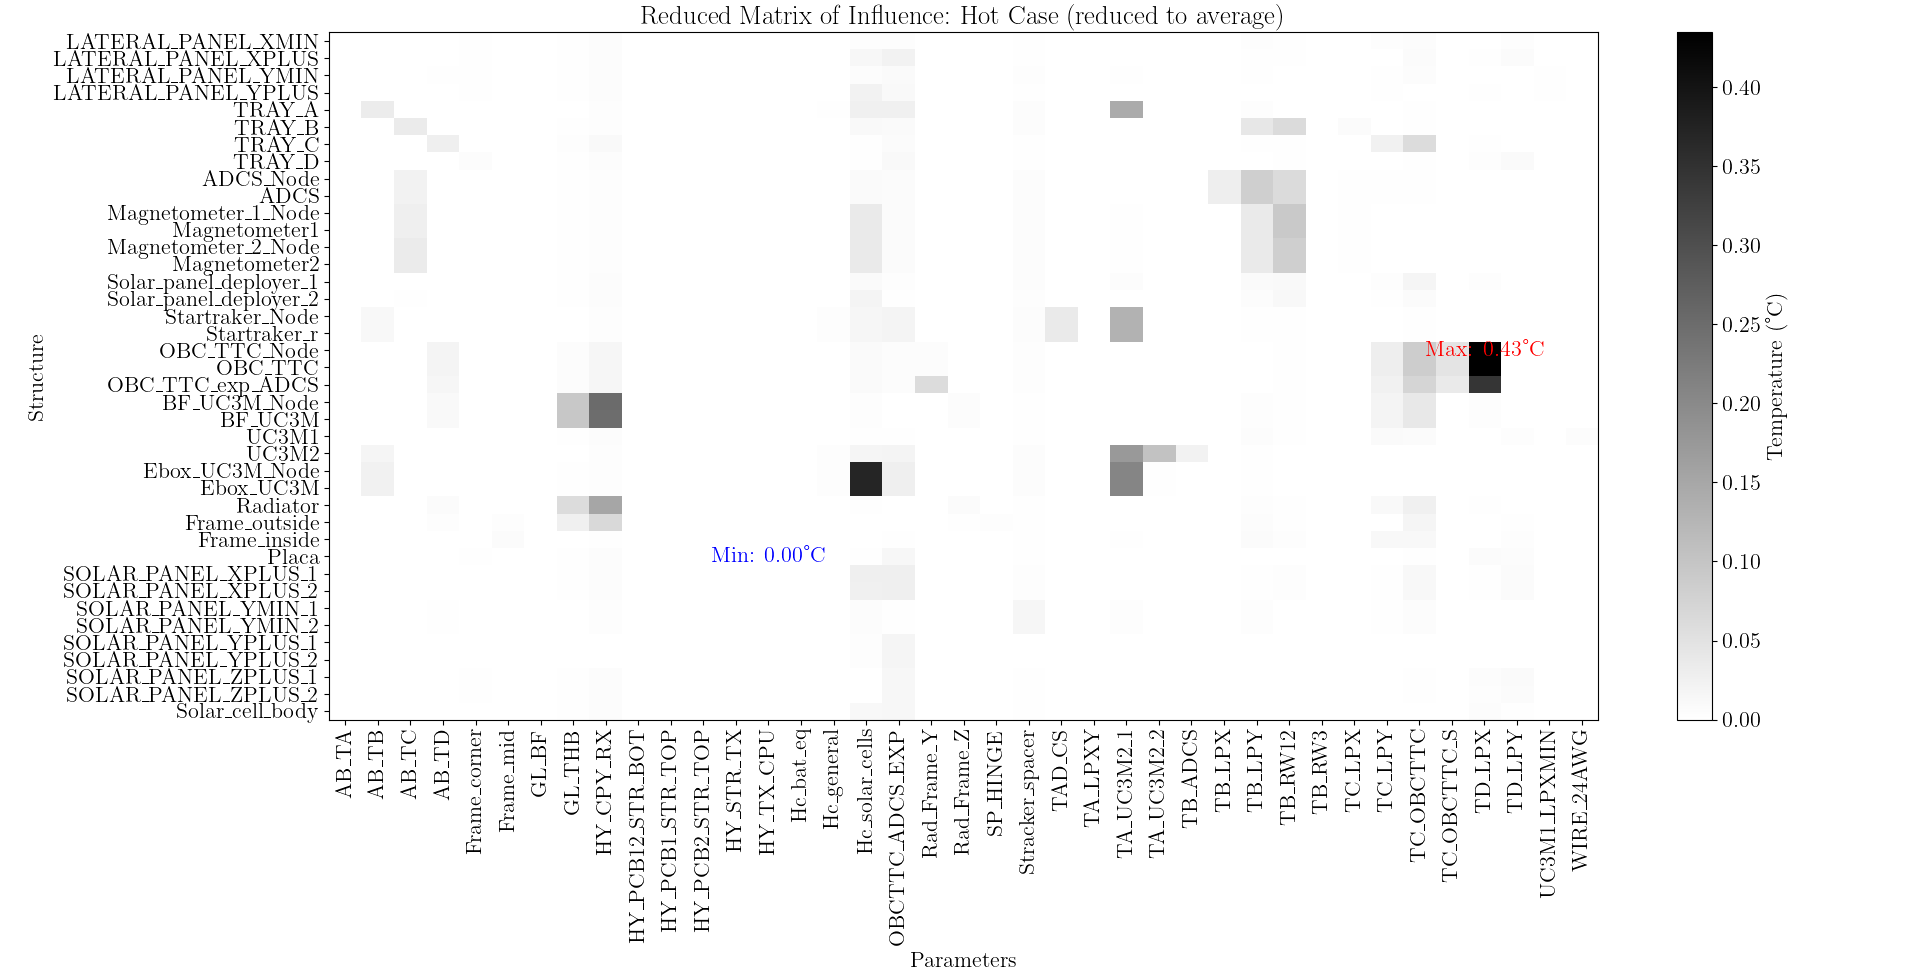 Reduced Matrix of Influence: Hot Case (reduced to average)
Structure
LATERAL_PANEL_XMIN
LATERAL_PANEL_XPLUS
LATERAL_PANEL_YMIN
LATERAL_PANEL_YPLUS
TRAY_A
TRAY_B
TRAY_C
TRAY_D
ADCS_Node
ADCS
Magnetometer_1_Node
Magnetometer1
Magnetometer_2_Node
Magnetometer2
Solar_panel_deployer_1
Solar_panel_deployer_2
Startraker_Node
Startraker_r
OBC_TTC_Node
OBC_TTC
OBC_TTC_exp_ADCS
BF_UC3M_Node
BF_UC3M
UC3M1
UC3M2
Ebox_UC3M_Node
Ebox_UC3M
Radiator
Frame_outside
Frame_inside
Placa
SOLAR_PANEL_XPLUS_1
SOLAR_PANEL_XPLUS_2
SOLAR_PANEL_YMIN_1
SOLAR_PANEL_YMIN_2
SOLAR_PANEL_YPLUS_1
SOLAR_PANEL_YPLUS_2
SOLAR_PANEL_ZPLUS_1
SOLAR_PANEL_ZPLUS_2
Solar_cell_body
Max: 0.43°C
Min: 0.00°C
AB_TA
AB_TB
AB_TC
AB_TD
Frame_corner
Frame_mid
GL_BF
GL_THB
HY_CPY_RX
HY_PCB12_STR_BOT
HY_PCB1_STR_TOP
HY_PCB2_STR_TOP
HY_STR_TX
HY_TX_CPU
Hc_bat_eq
Hc_general
Hc_solar_cells
OBCTTC_ADCS_EXP
Rad_Frame_Y
Rad_Frame_Z
SP_HINGE
Stracker_spacer
TAD_CS
TA_LPXY
TA_UC3M2_1
TA_UC3M2_2
TB_ADCS
TB_LPX
TB_LPY
TB_RW12
TB_RW3
TC_LPX
TC_LPY
TC_OBCTTC
TC_OBCTTC_S
TD_LPX
TD_LPY
UC3M1_LPXMIN
WIRE_24AWG
Parameters
0.40
0.35
0.30
0.25
0.20
0.15
0.10
0.05
0.00
Temperature (°C)